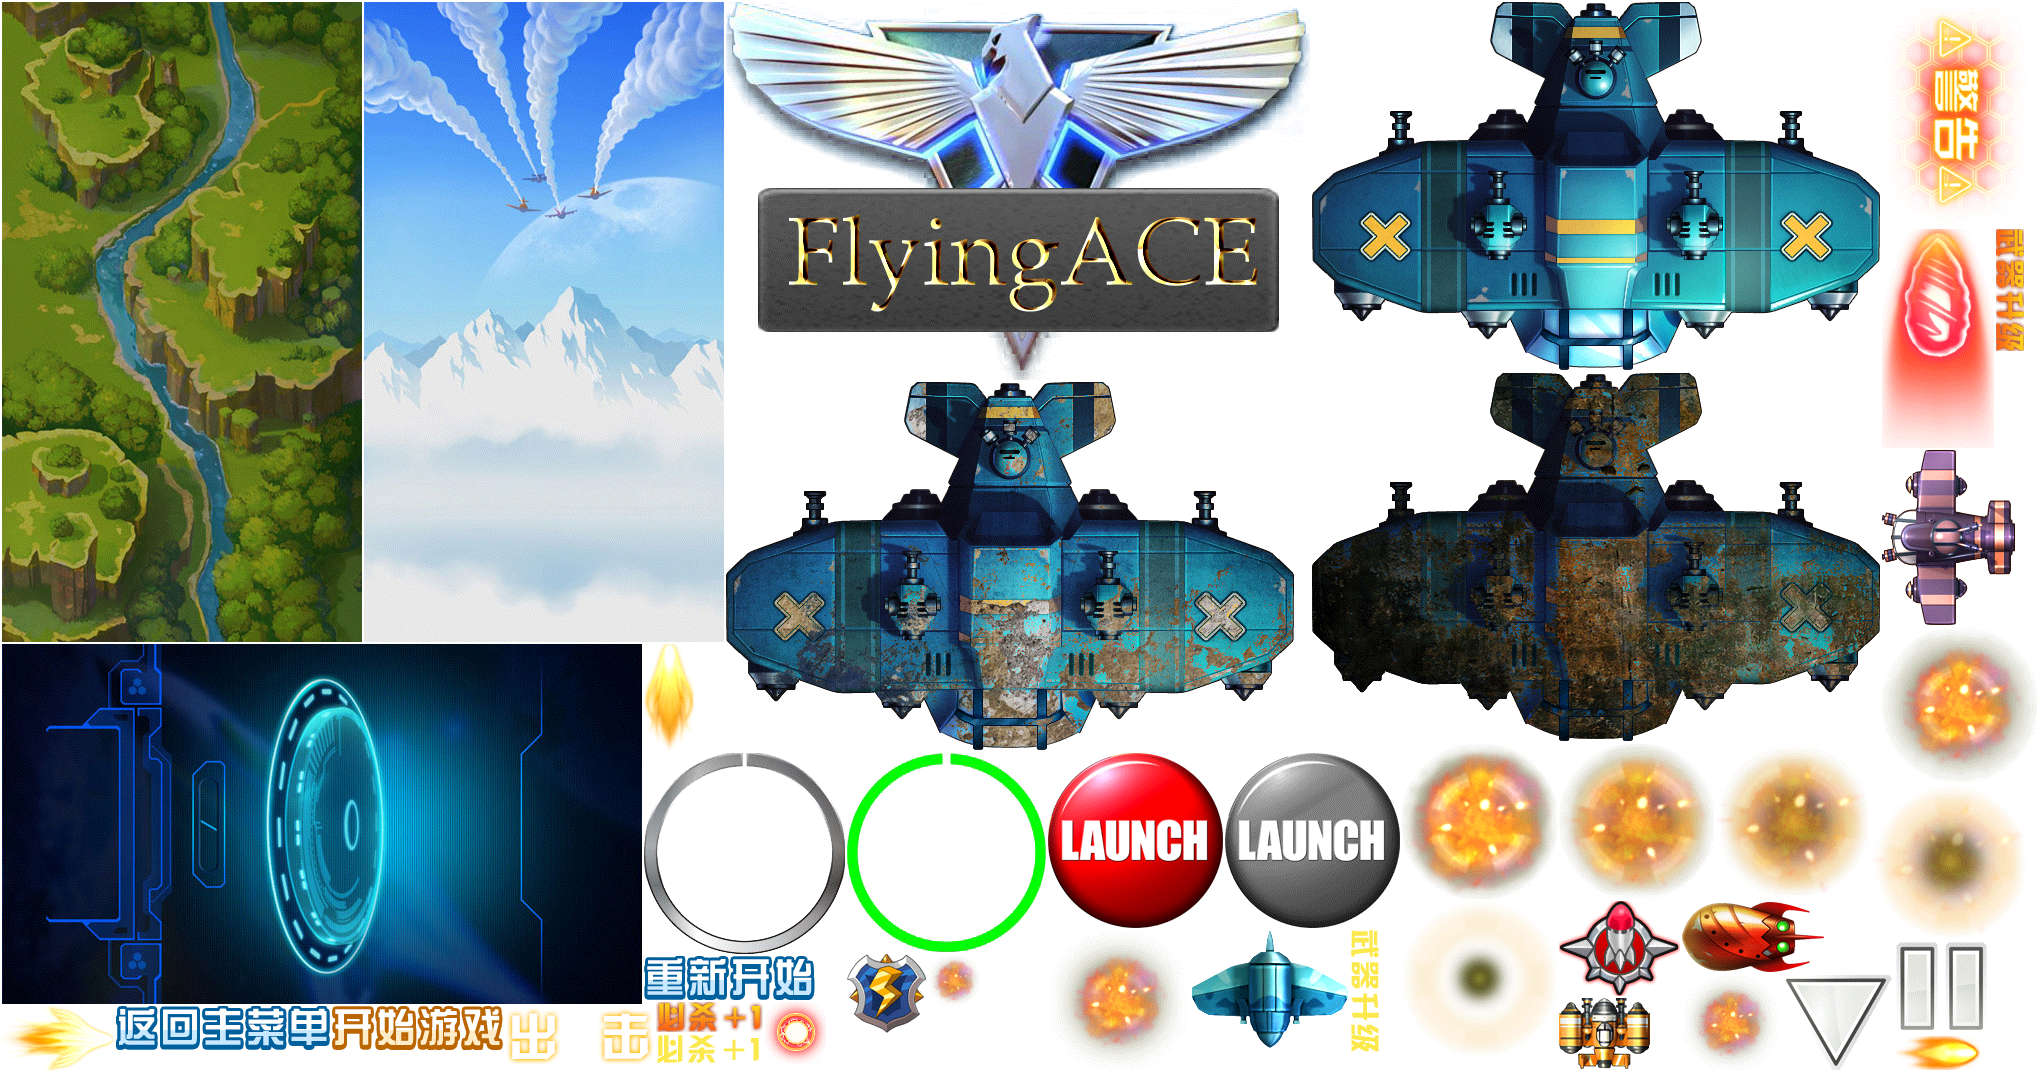 FlyingACE
警告
武器升级
LAUNCH
LAUNCH
重新开始
必杀+1
必杀+1
武器升级
返回主菜单
开始游戏
出 击